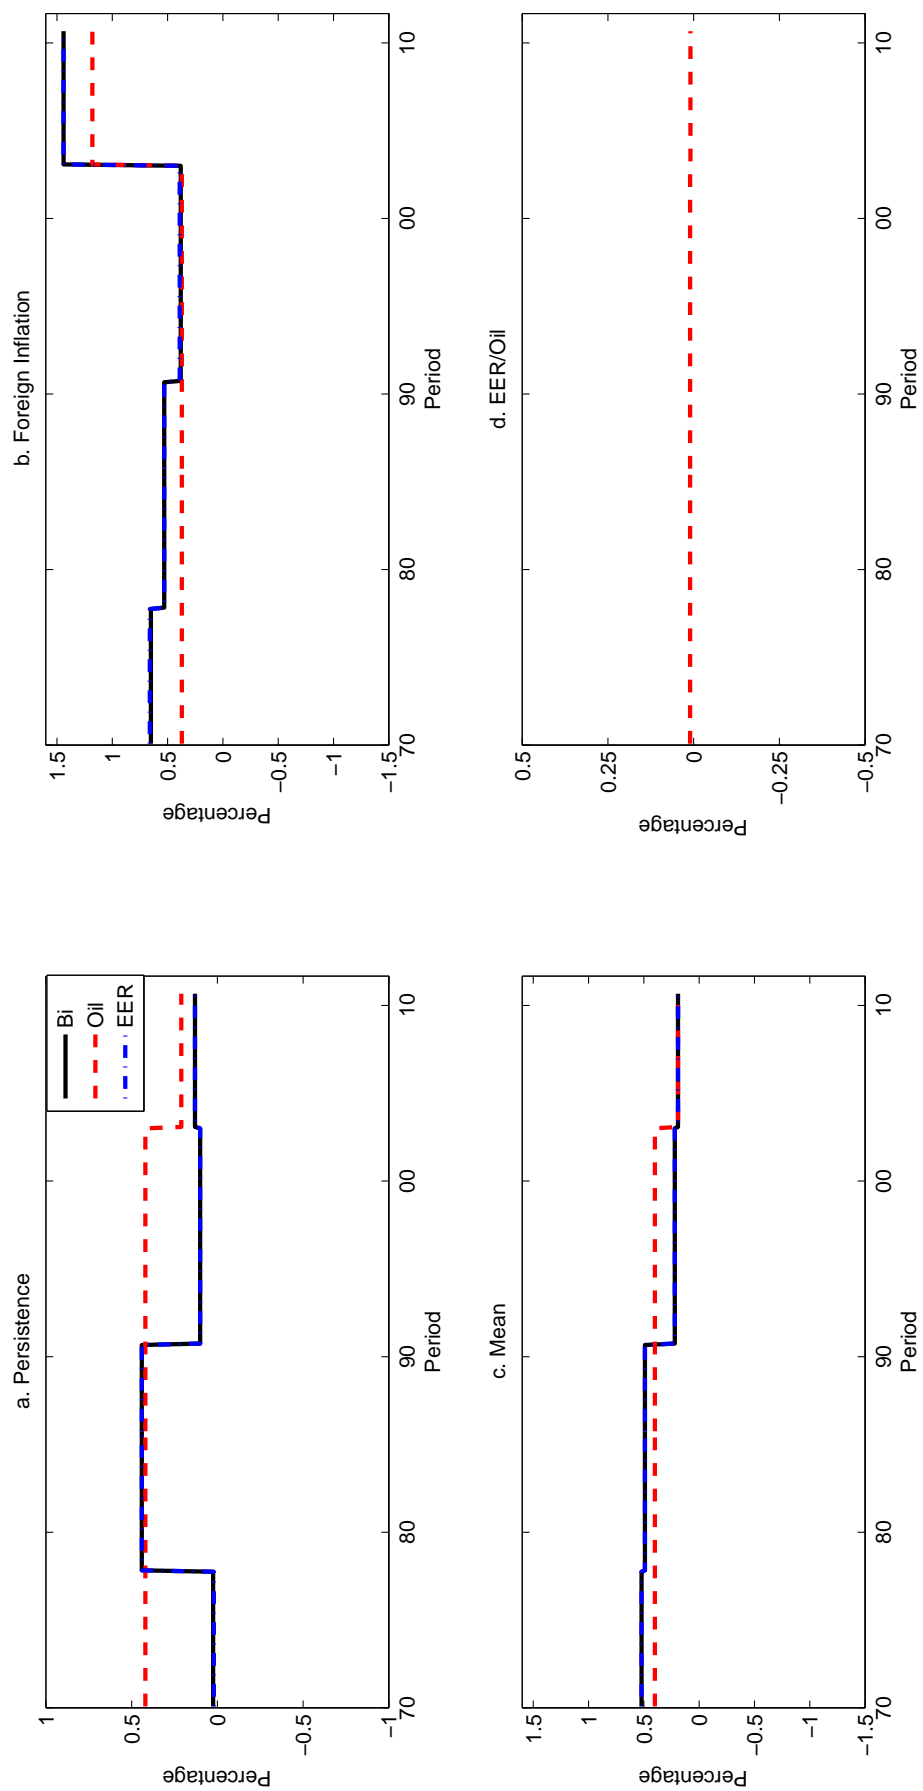 a. Persistence
1
0.5
0
−0.5
−1
Percentage
70
80
90
00
10
Period
Bi
Oil
EER
b. Foreign Inflation
1.5
1
0.5
0
−0.5
−1
−1.5
Percentage
70
80
90
00
10
Period
c. Mean
1.5
1
0.5
0
−0.5
−1
−1.5
Percentage
70
80
90
00
10
Period
d. EER/Oil
0.5
0.25
0
−0.25
−0.5
Percentage
70
80
90
00
10
Period